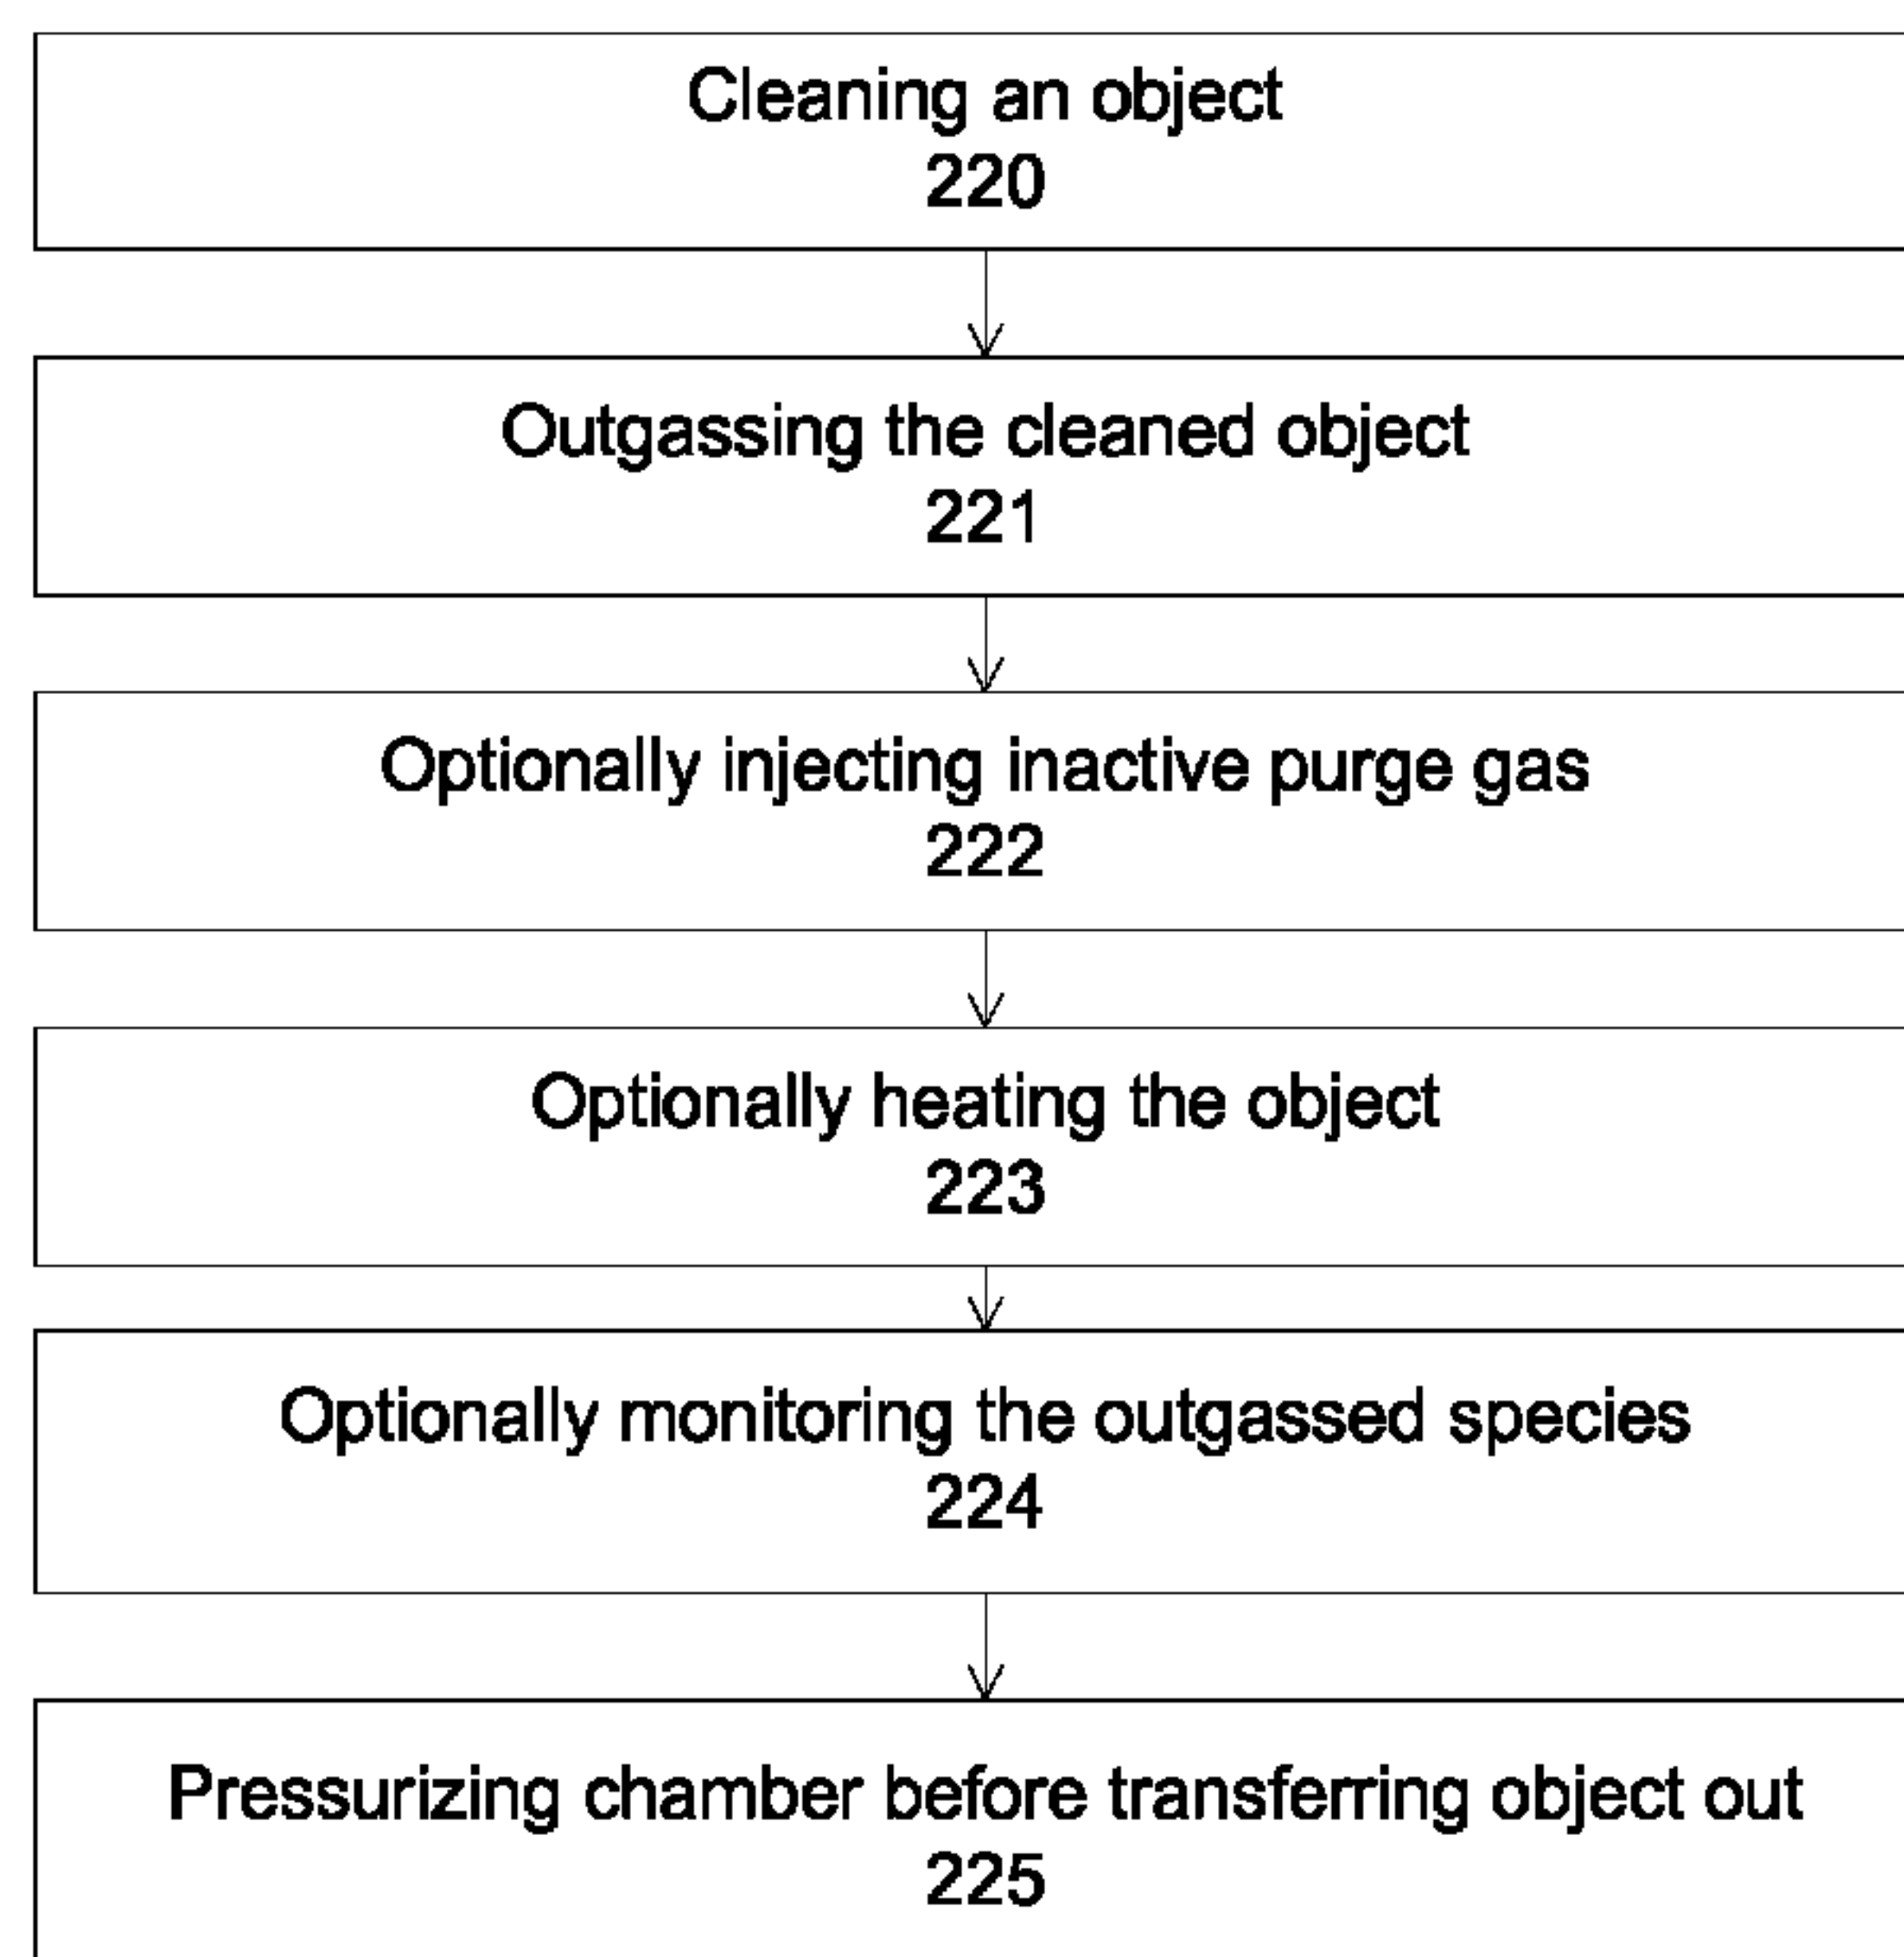 Cleaning an object
220
Outgassing the cleaned object
221
Optionally injecting inactive purge gas
222
Optionally heating the object
223
Optionally monitoring the outgassed species
224
Pressurizing chamber before transferring object out
225